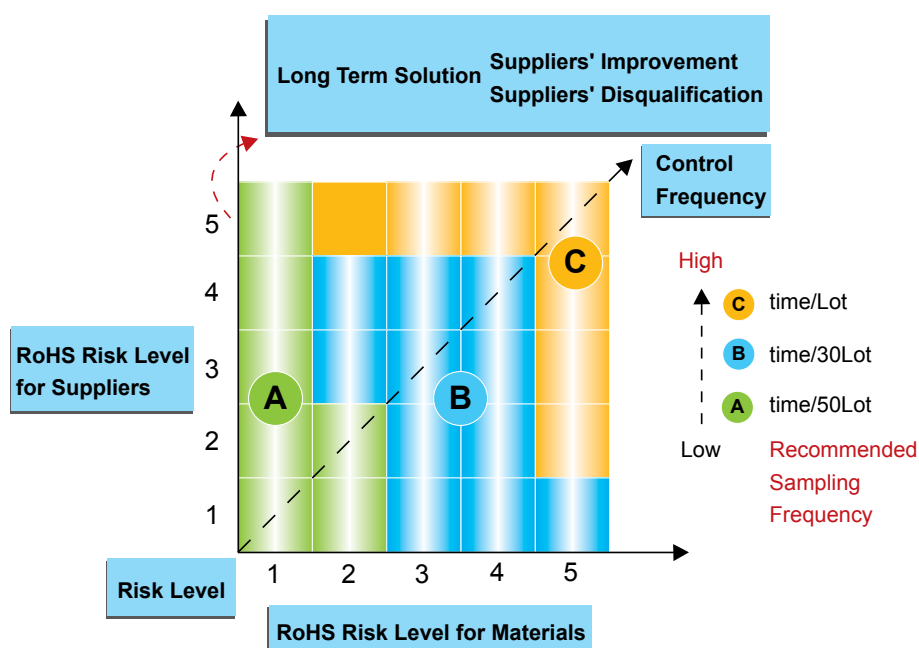 Long Term Solution
Suppliers' Improvement
Suppliers' Disqualification
Control
Frequency
5
4
3
2
1
RoHS Risk Level
for Suppliers
A
B
C
High
C time/Lot
B time/30Lot
A time/50Lot
Low
Recommended
Sampling
Frequency
1 2 3 4 5
Risk Level
RoHS Risk Level for Materials